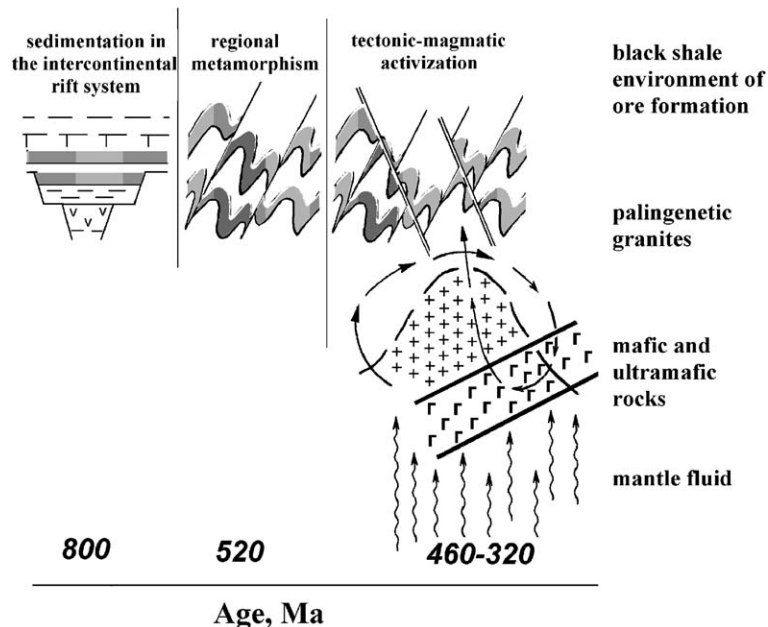 sedimentation in
the intercontinental
rift system
regional
metamorphism
tectonic-magmatic
activization
black shale
environment of
ore formation
palingenetic
granites
mafic and
ultramafic
rocks
mantle fluid
800
520
460-320
Age, Ma